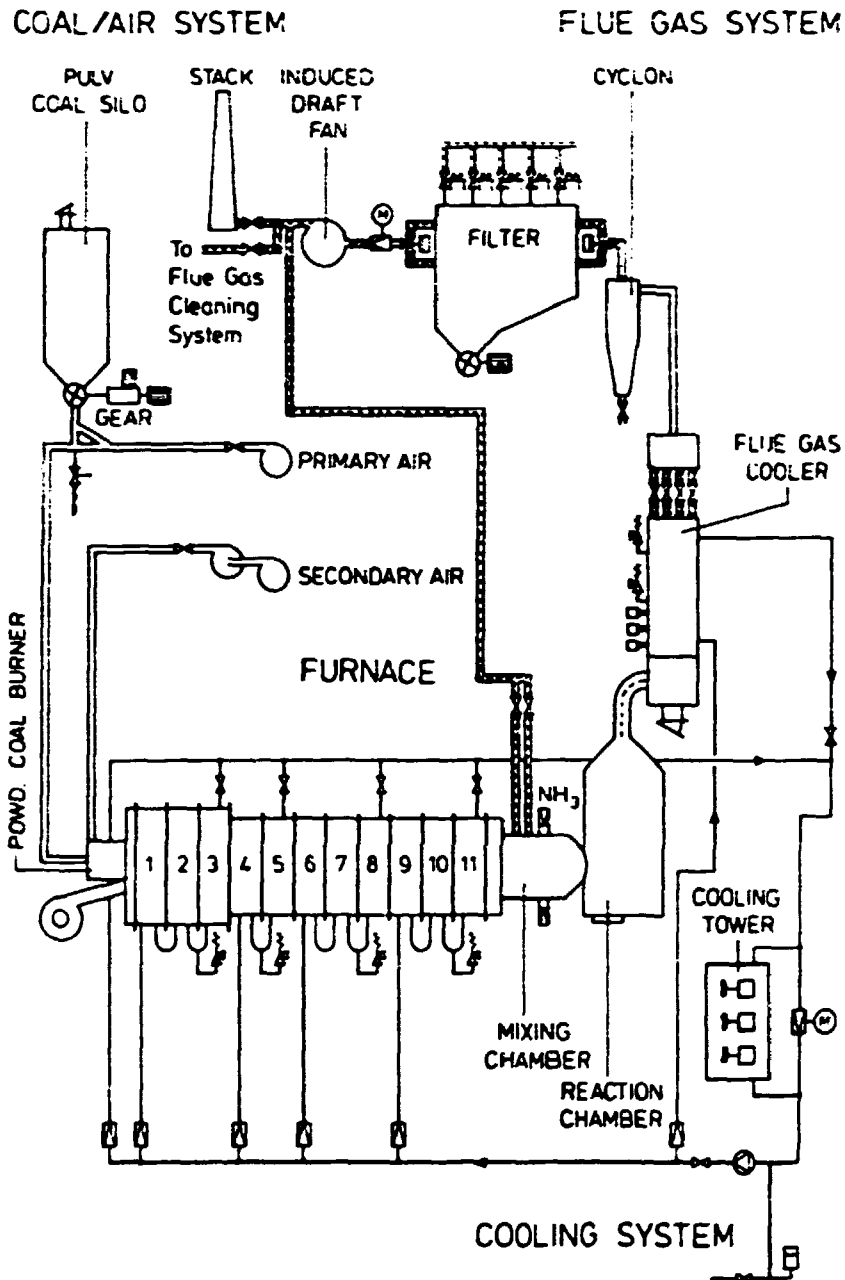 COAL/AIR SYSTEM
FLUE GAS SYSTEM
PULV
COAL SILO
STACK
INDUCED
DRAFT
FAN
CYCLON
M
FILTER
To
Flue Gas
Cleaning
System
GEAR
PRIMARY AIR
FLUE GAS
COOLER
SECONDARY AIR
POWD. COAL BURNER
FURNACE
NH3
1 2 3 4 5 6 7 8 9 10 11
COOLING
TOWER
M
MIXING
CHAMBER
REACTION
CHAMBER
COOLING SYSTEM